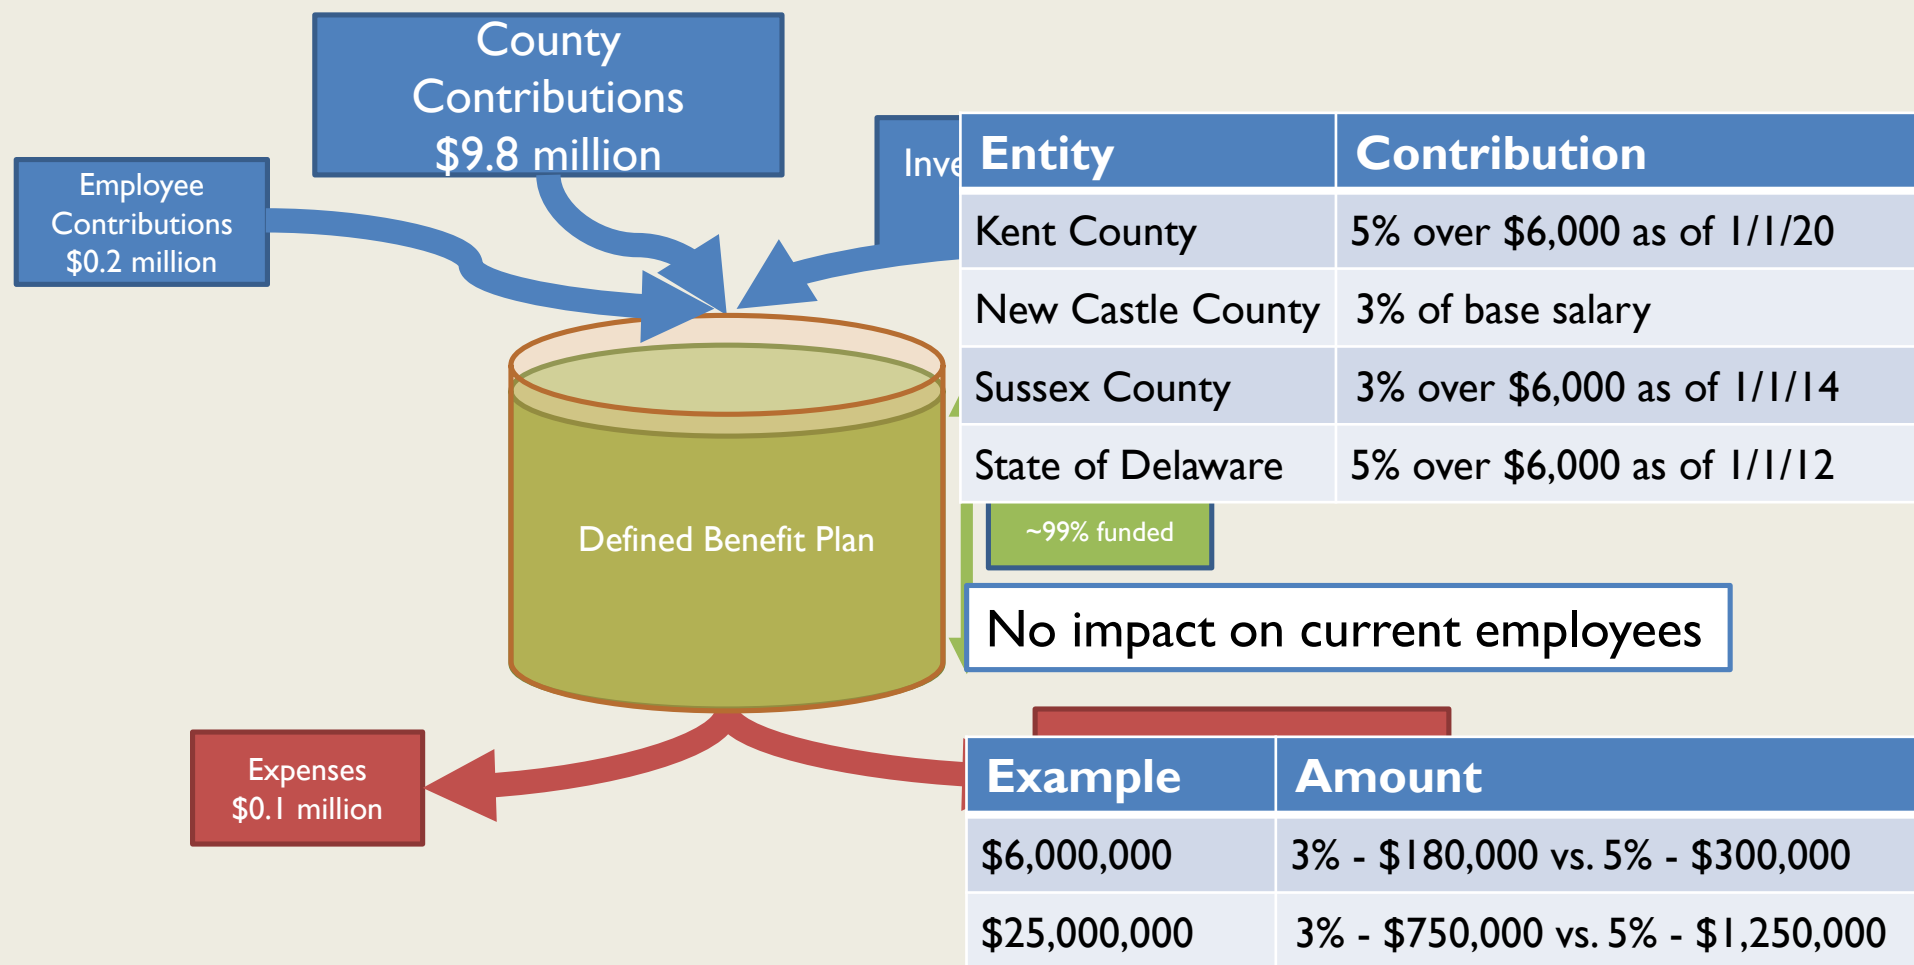 County
Contributions
$9.8 million
Employee
Contributions
$0.2 million
Entity Contribution
Kent County 5% over $6,000 as of 1/1/20
New Castle County 3% of base salary
Sussex County 3% over $6,000 as of 1/1/14
State of Delaware 5% over $6,000 as of 1/1/12
Defined Benefit Plan
~99% funded
No impact on current employees
Expenses
$0.1 million
Example Amount
$6,000,000 3% - $180,000 vs. 5% - $300,000
$25,000,000 3% - $750,000 vs. 5% - $1,250,000